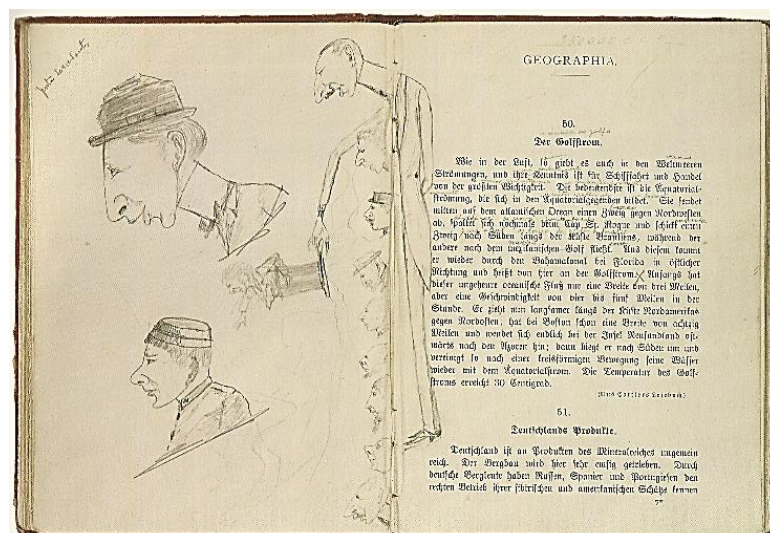 GEOGRAPHIA.
50.
Der Golfstrom.
Wie in der Luft, so giebt es auch in den Weltmeeren
Strömungen, und ihre Kenntnis ist für Schiffahrt und Handel
von der größten Wichtigkeit. Die bedeutendste ist die Äquatorial-
strömung, die sich in den Äquatorialgegenden bildet. Sie sendet
mitten auf dem atlantischen Ocean einen Zweig gegen Nordwesten
ab, spaltet sich nochmals beim Cap St. Roque und schickt einen
Zweig nach Süden längs der Küste Brasiliens, während der
andere nach dem mexikanischen Golf fließt. Aus diesem kommt
er wieder durch den Bahamakanal bei Florida in östlicher
Richtung und heißt von hier an der Golfstrom. Anfangs hat
dieser ungeheure oceanische Fluß nur eine Breite von drei Meilen,
aber eine Geschwindigkeit von vier bis fünf Meilen in der
Stunde. Er zieht nun langsamer längs der Küste Nordamerikas
gegen Nordosten, hat bei Boston schon eine Breite von achtzig
Meilen und wendet sich endlich bei der Insel Neufundland ost-
wärts nach den Azoren hin; dann biegt er nach Süden um und
vereinigt so nach einer kreisförmigen Bewegung seine Wässer
wieder mit dem Äquatorialstrom. Die Temperatur des Golf-
stroms erreicht 30 Centigrad.
51.
Deutschlands Produkte.
Deutschland ist an Produkten des Mineralreiches ungemein
reich. Der Bergbau wird hier sehr emsig getrieben. Durch
deutsche Bergleute haben Russen, Spanier und Portugiesen den
rechten Betrieb ihrer sibirischen und amerikanischen Schätze kennen